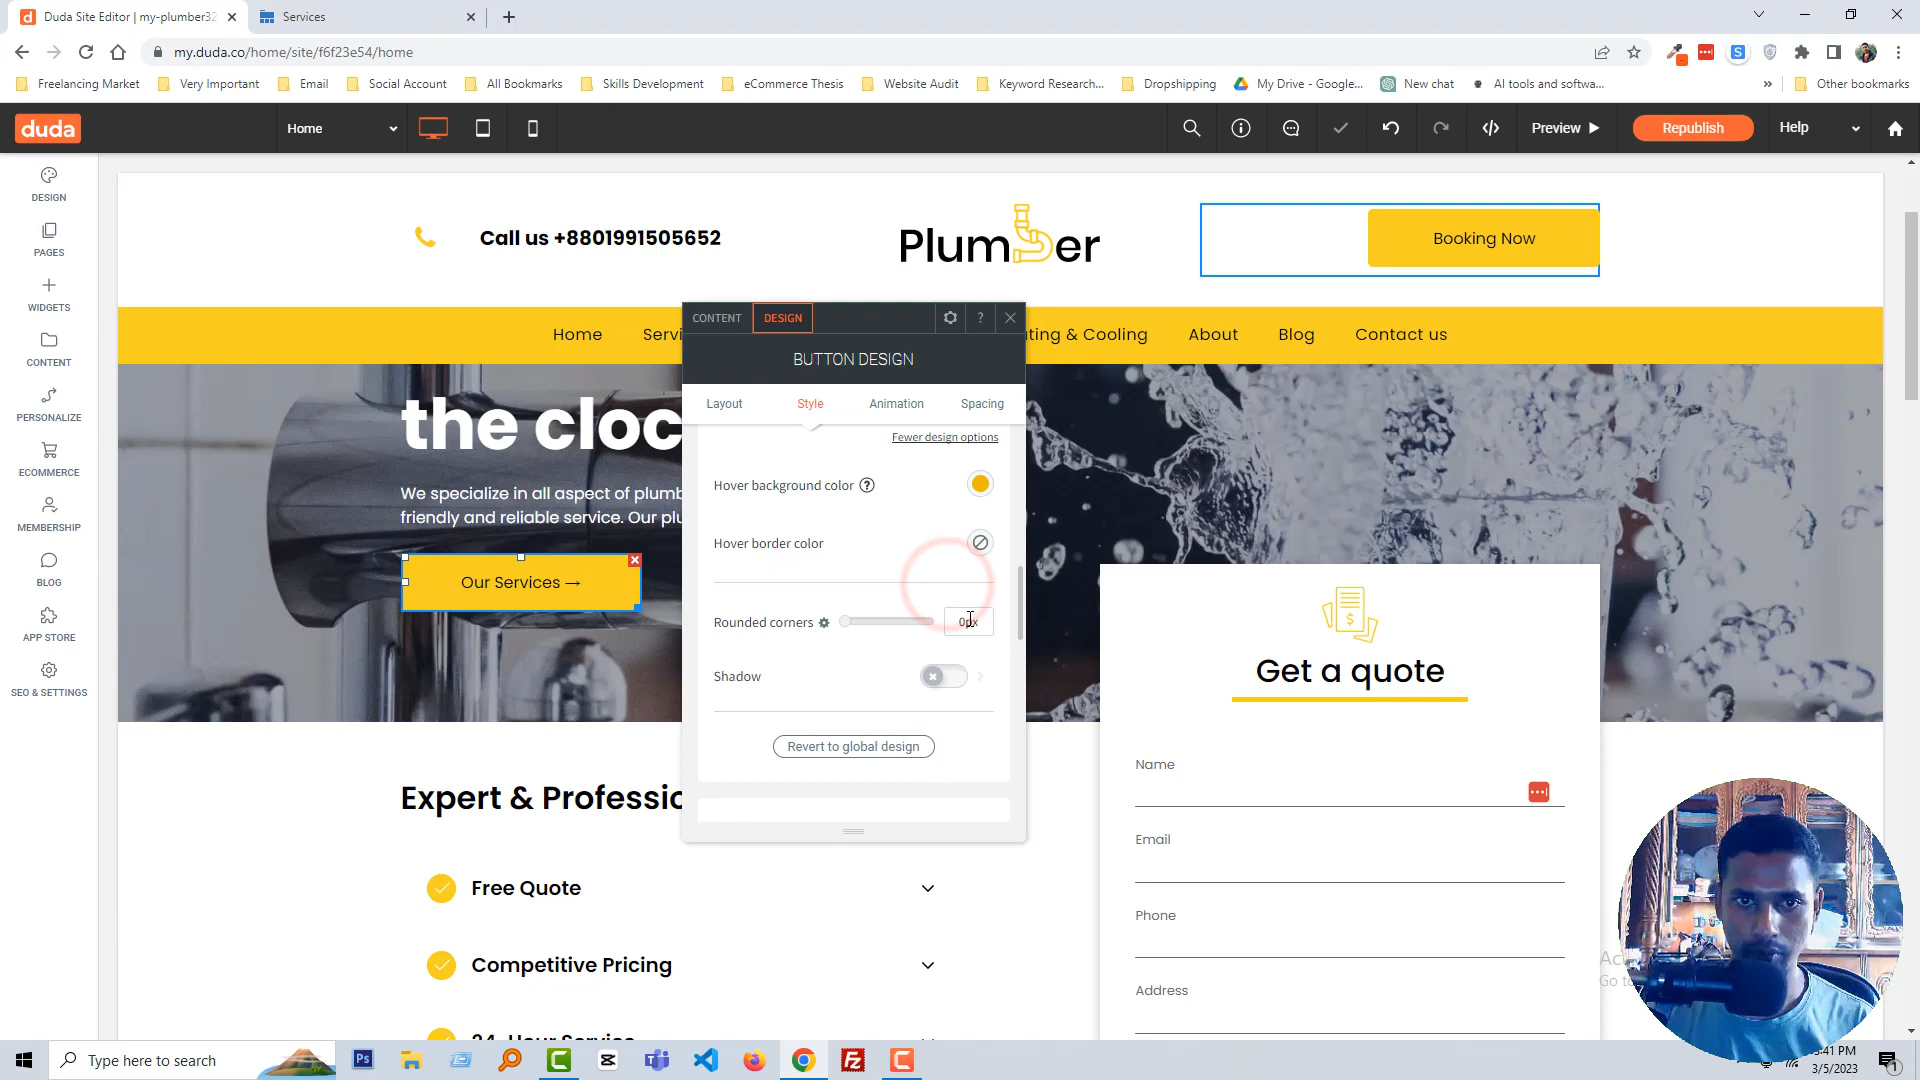 Duda Site Editor | my-plumber32
Services
my.duda.co/home/site/f6f23e54/home
Freelancing Market
Very Important
Email
Social Account
All Bookmarks
Skills Development
eCommerce Thesis
Website Audit
Keyword Research...
Dropshipping
My Drive - Google...
New chat
AI tools and softwa...
Other bookmarks
duda
Home
Preview
Republish
Help
DESIGN
PAGES
WIDGETS
CONTENT
PERSONALIZE
ECOMMERCE
MEMBERSHIP
BLOG
APP STORE
SEO & SETTINGS
Call us +8801991505652
Plumber
Booking Now
Home
Servi
ting & Cooling
About
Blog
Contact us
the cloc
We specialize in all aspect of plumb
friendly and reliable service. Our plu
Our Services →
CONTENT
DESIGN
?
BUTTON DESIGN
Layout
Style
Animation
Spacing
Fewer design options
Hover background color ?
Hover border color
Rounded corners
0px
Shadow
Revert to global design
Get a quote
Name
Email
Phone
Address
Expert & Professio
Free Quote
Competitive Pricing
24-Hour Service
Type here to search
3/5/2023